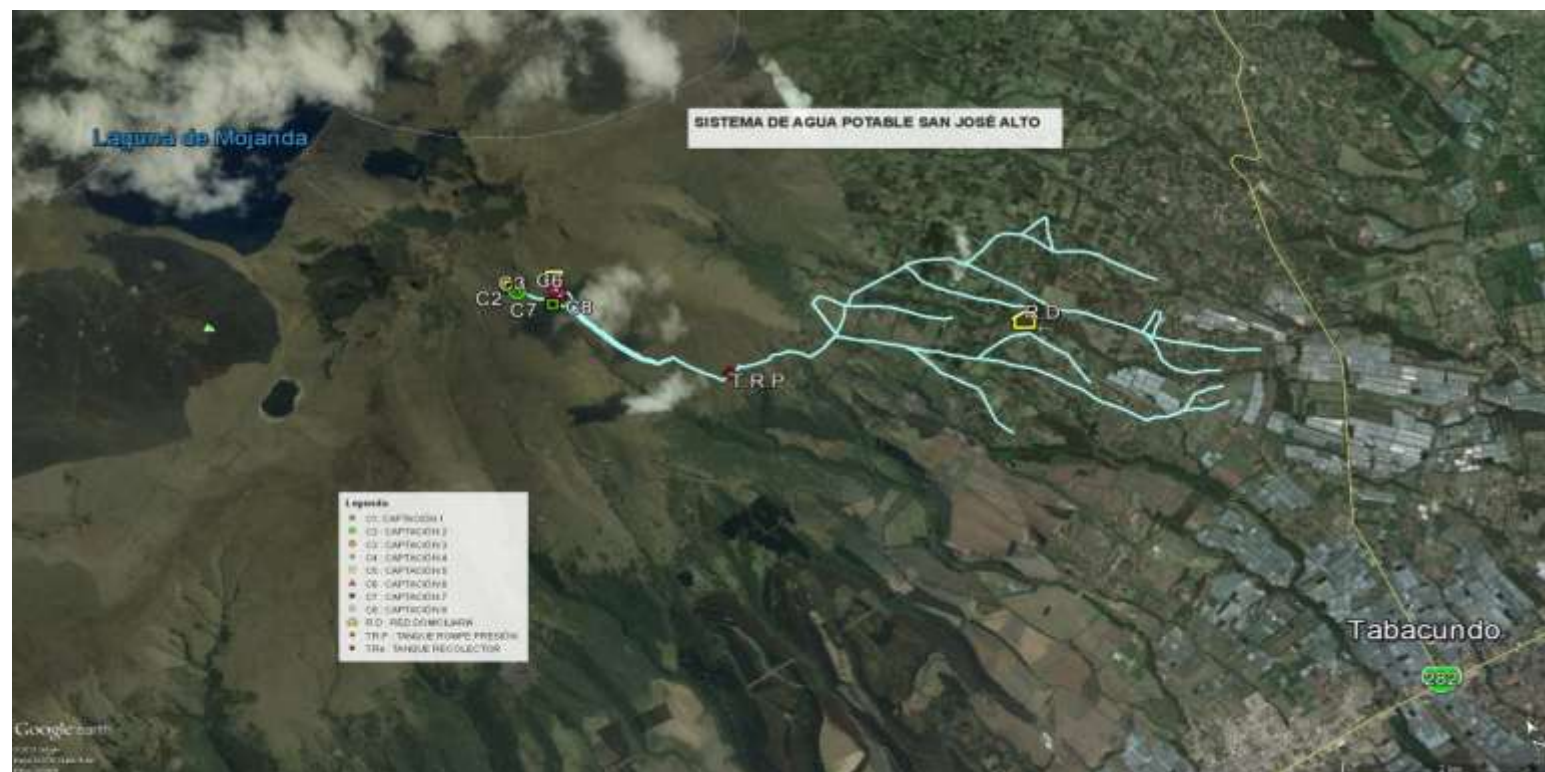 SISTEMA DE AGUA POTABLE SAN JOSÉ ALTO
Laguna de Mojanda
C3 C6
C2 C7 C8
R.D
T.R.P
Leyenda
C1: CAPTACIÓN 1
C2 : CAPTACIÓN 2
C3 : CAPTACIÓN 3
C4 : CAPTACIÓN 4
C5 : CAPTACIÓN 5
C6 : CAPTACIÓN 6
C7 : CAPTACIÓN 7
C8 : CAPTACIÓN 8
R.D : RED DOMICILIARIA
T.R.P : TANQUE ROMPE PRESIÓN
T.Re : TANQUE RECOLECTOR
Tabacundo
282
Google earth